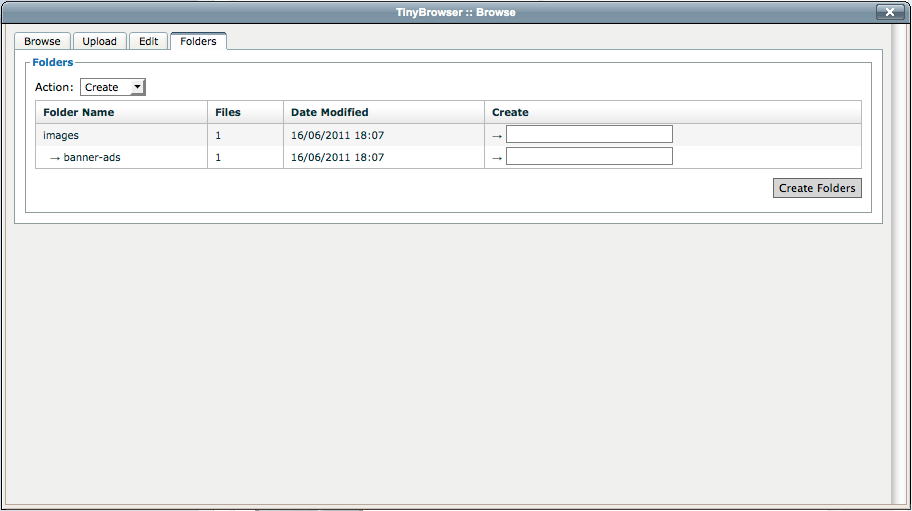 TinyBrowser :: Browse
Browse Upload Edit Folders
Folders
Action: Create
Folder Name Files Date Modified Create
images 1 16/06/2011 18:07 →
→ banner-ads 1 16/06/2011 18:07 →
Create Folders